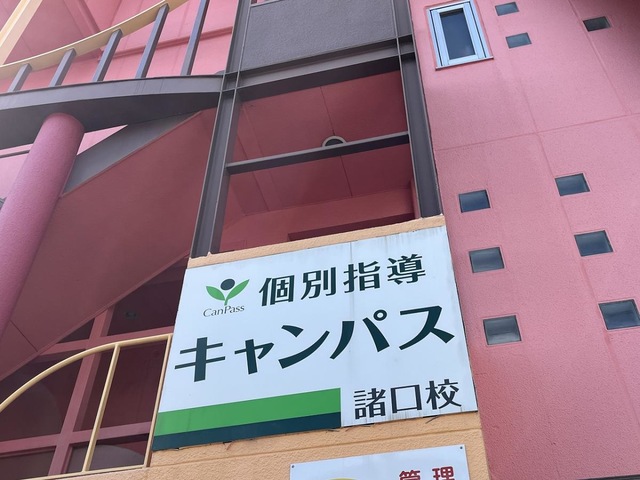 個別指導
CanPass
キャンパス
諸口校
管理